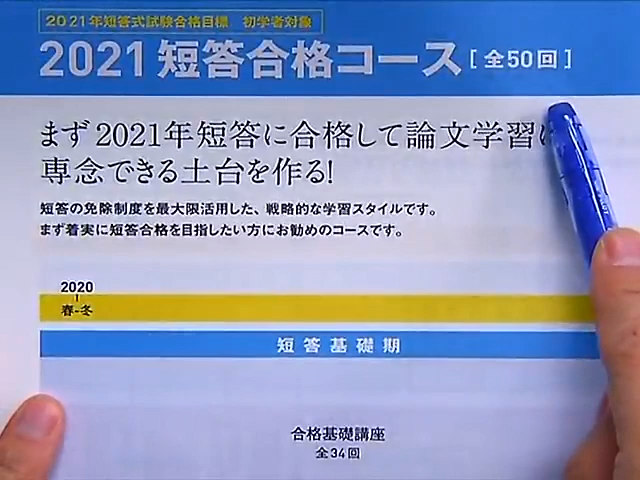 2021年短答式試験合格目標 初学者対象
2021 短答合格コース [全50回]
まず2021年短答に合格して論文学習に
専念できる土台を作る!
短答の免除制度を最大限活用した、戦略的な学習スタイルです。
まず着実に短答合格を目指したい方にお勧めのコースです。
2020
春-冬
短答基礎期
合格基礎講座
全34回